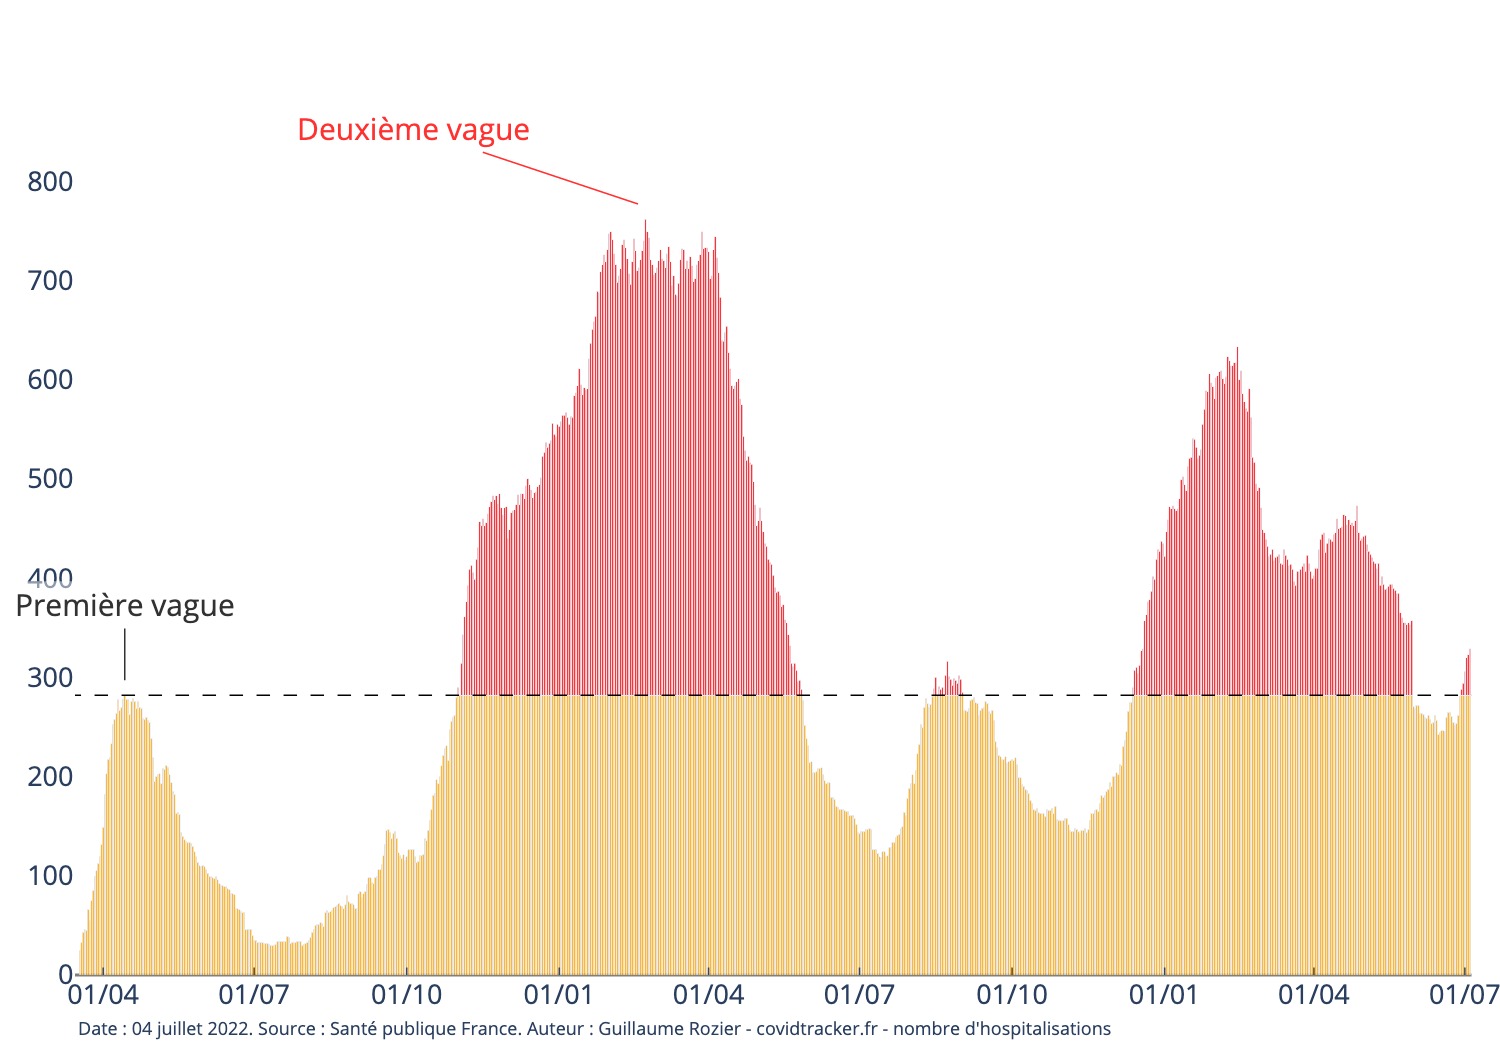 Deuxième vague
800
700
600
500
400
Première vague
300
200
100
0
01/04 01/07 01/10 01/01 01/04 01/07 01/10 01/01 01/04 01/07
Date : 04 juillet 2022. Source : Santé publique France. Auteur : Guillaume Rozier - covidtracker.fr - nombre d'hospitalisations